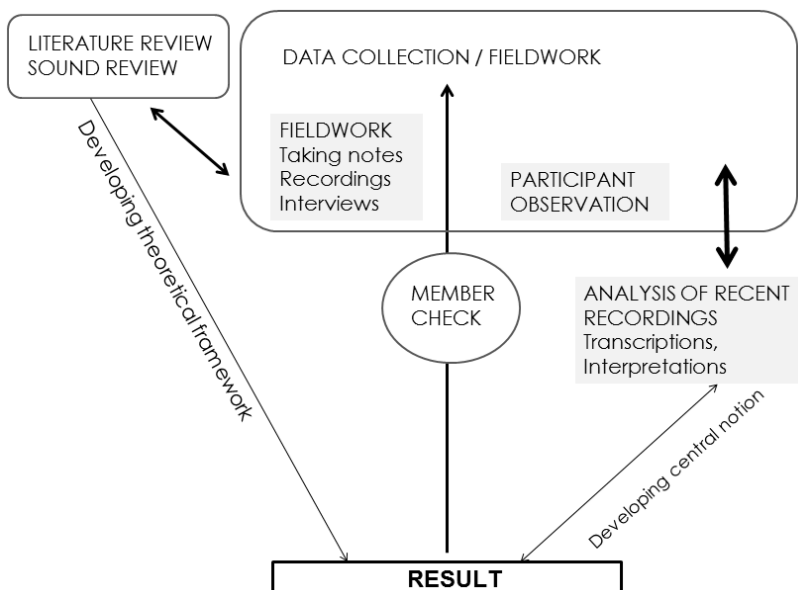 LITERATURE REVIEW
SOUND REVIEW
DATA COLLECTION / FIELDWORK
FIELDWORK
Taking notes
Recordings
Interviews
PARTICIPANT
OBSERVATION
Developing theoretical framework
MEMBER
CHECK
ANALYSIS OF RECENT
RECORDINGS
Transcriptions,
Interpretations
Developing central notion
RESULT